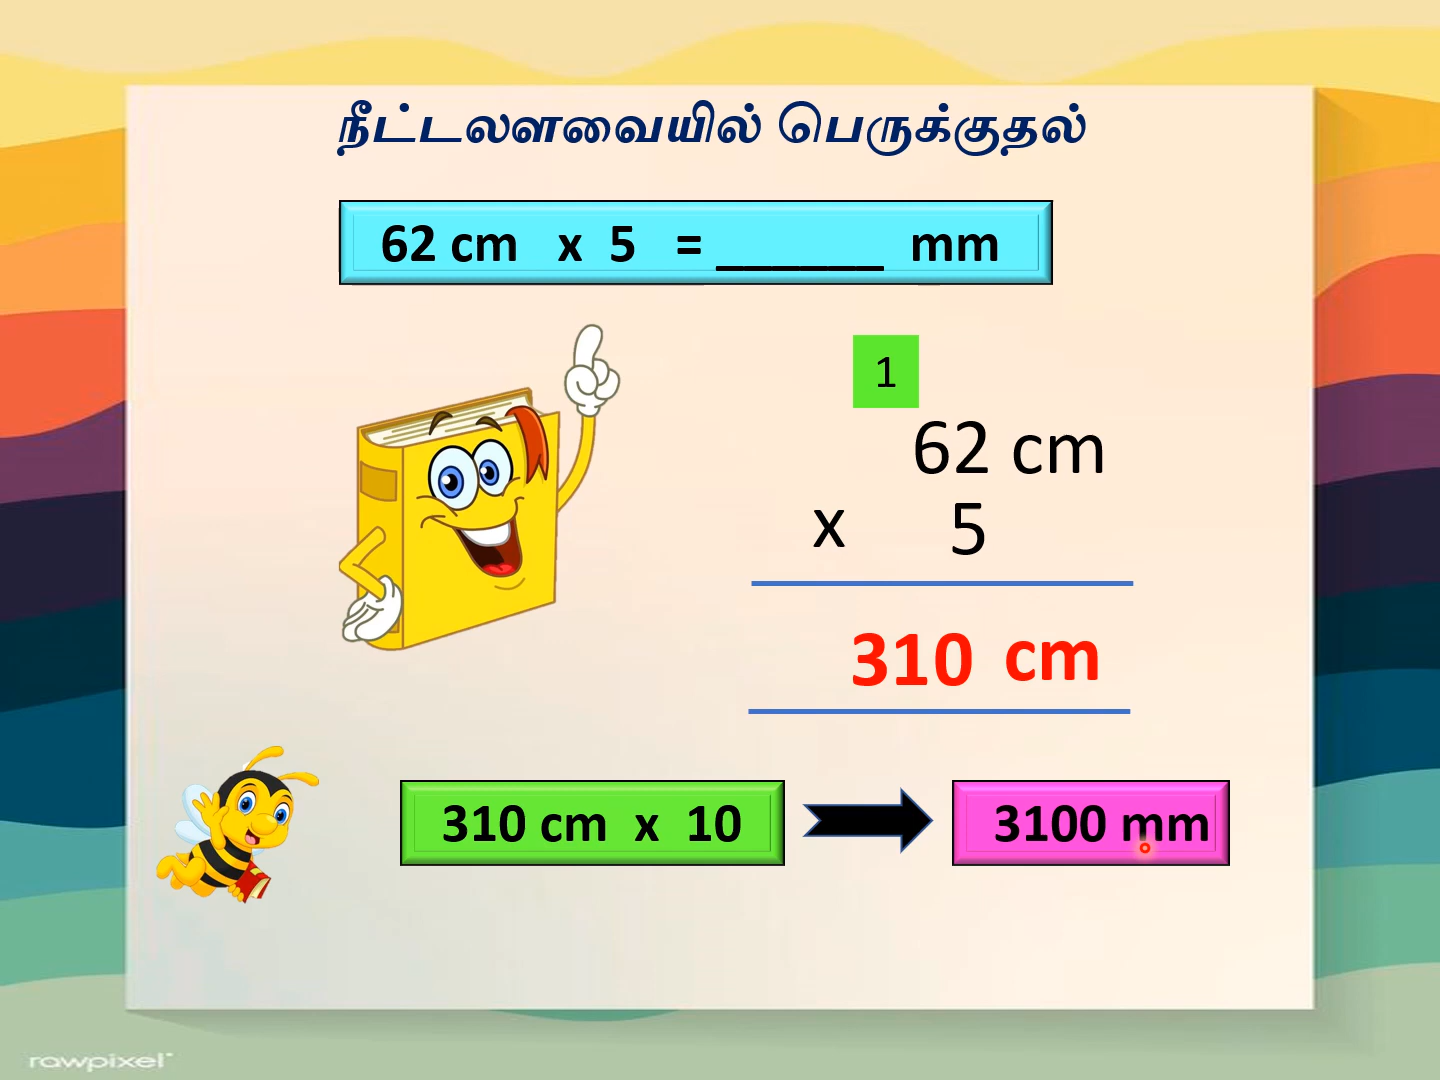 நீட்டலளவையில் பெருக்குதல்
62 cm x 5 = ______ mm
1
62 cm
x 5
310 cm
310 cm x 10
3100 mm
rawpixel